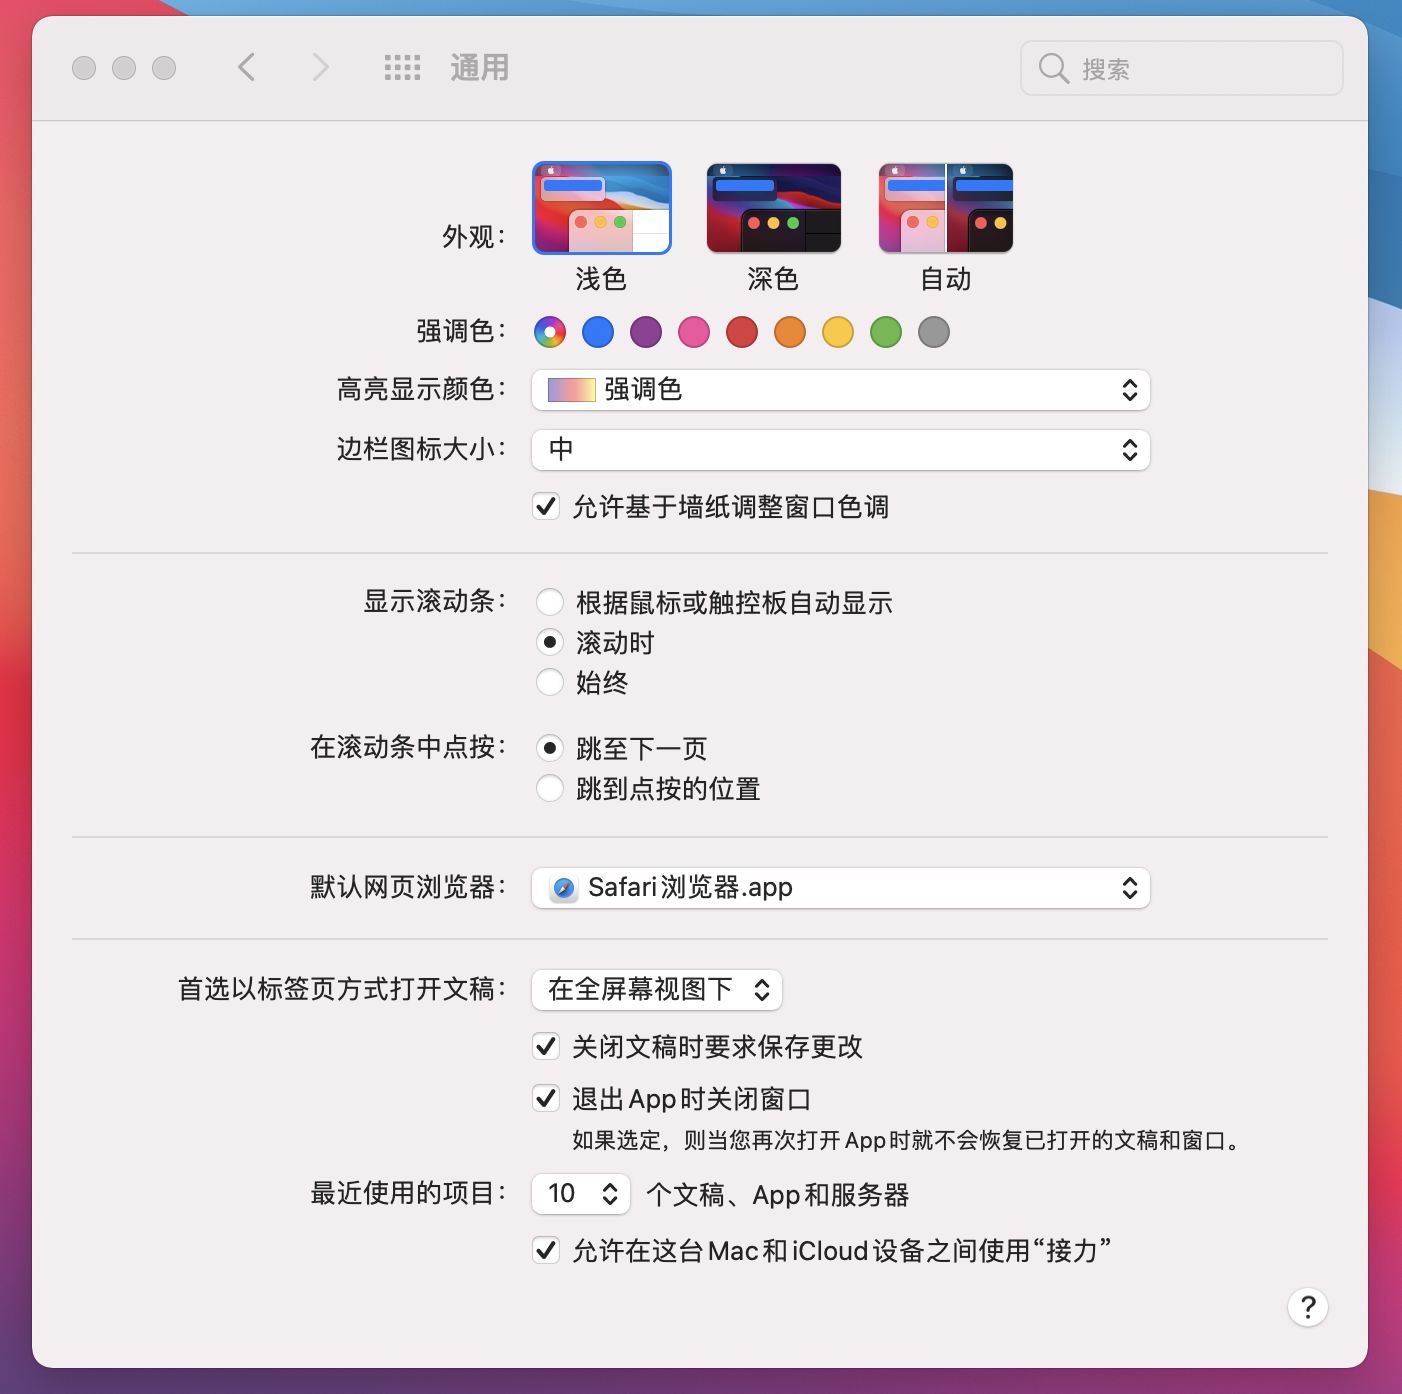 通用
搜索
外观：
浅色
深色
自动
强调色：
高亮显示颜色：
强调色
边栏图标大小：
中
允许基于墙纸调整窗口色调
显示滚动条：
根据鼠标或触控板自动显示
滚动时
始终
在滚动条中点按：
跳至下一页
跳到点按的位置
默认网页浏览器：
Safari浏览器.app
首选以标签页方式打开文稿：
在全屏幕视图下
关闭文稿时要求保存更改
退出App时关闭窗口
如果选定，则当您再次打开App时就不会恢复已打开的文稿和窗口。
最近使用的项目：
10
个文稿、App和服务器
允许在这台Mac和iCloud设备之间使用“接力”
?